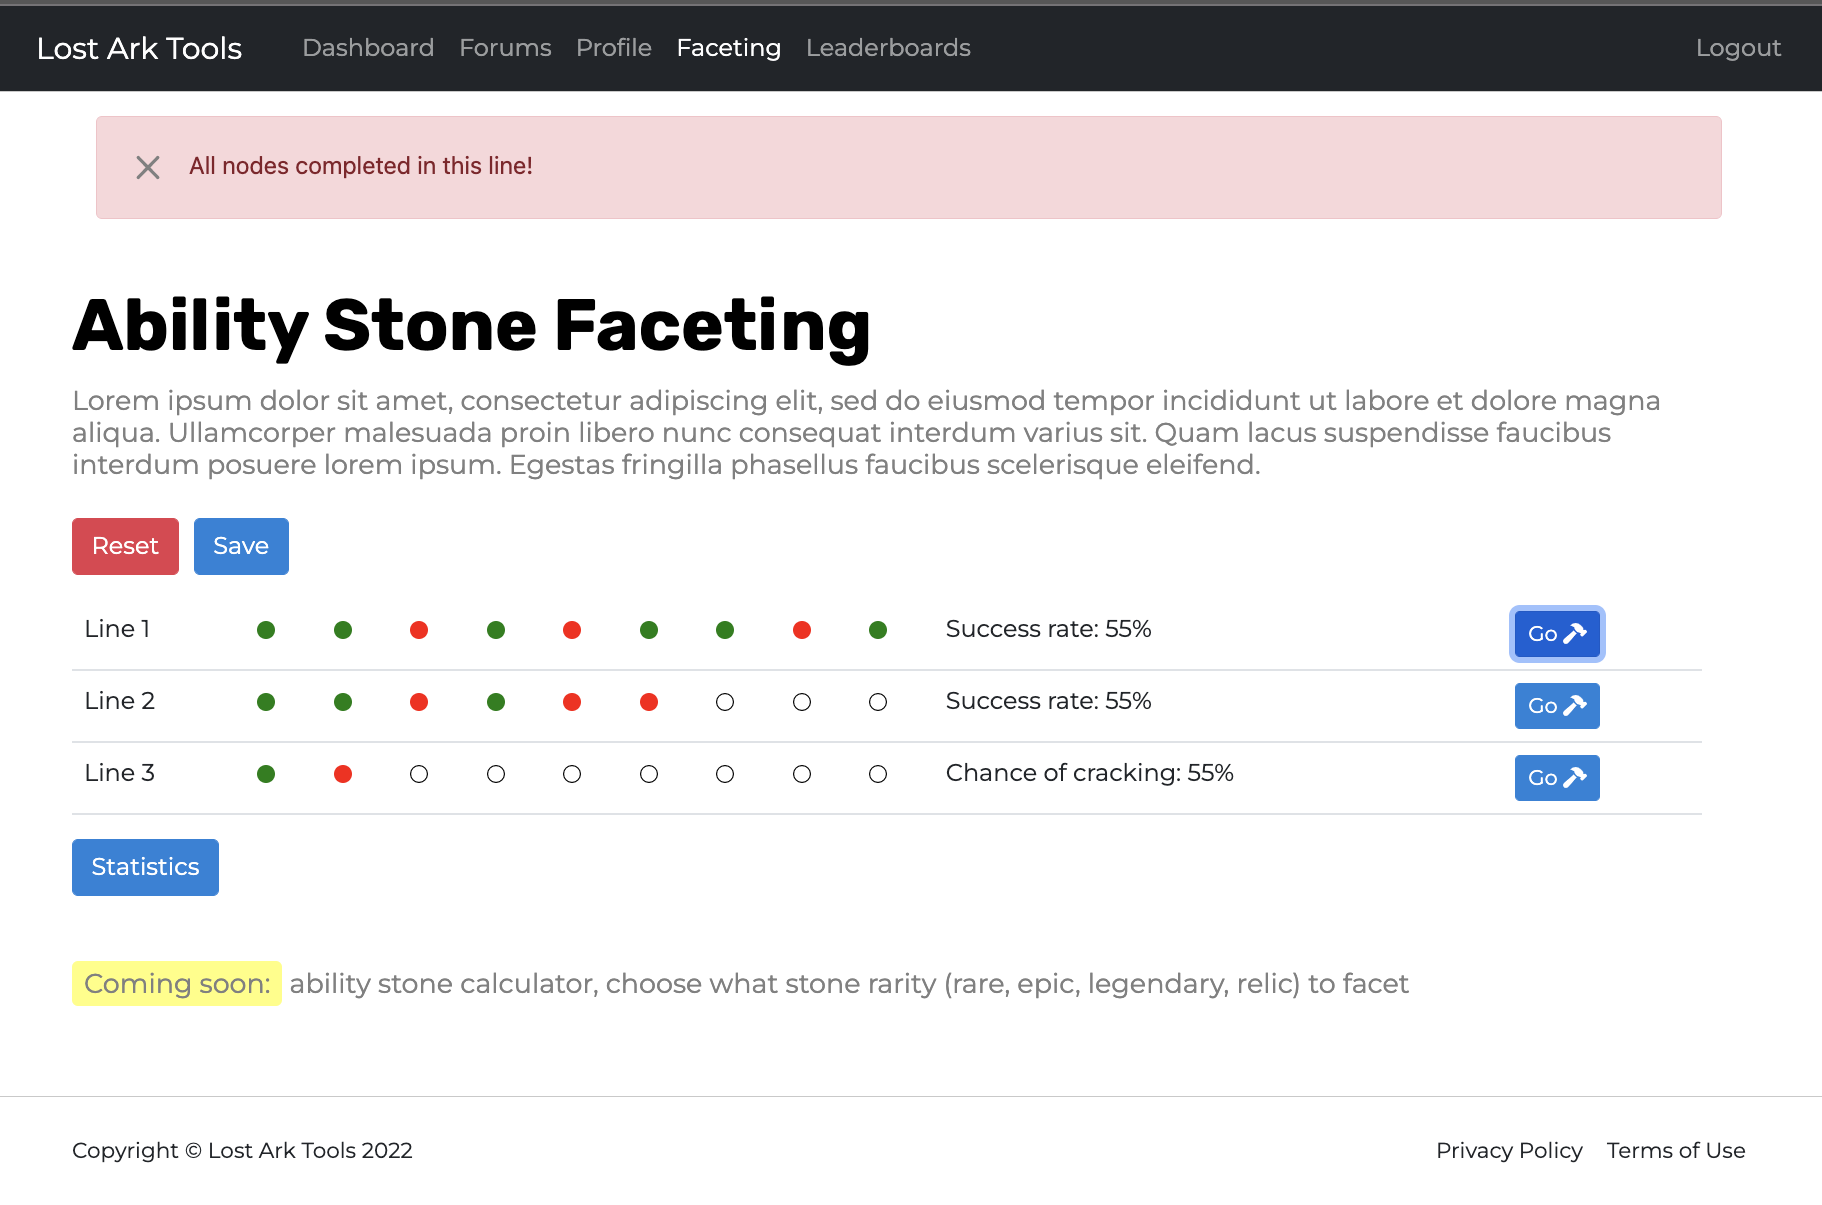 Lost Ark Tools Dashboard Forums Profile Faceting Leaderboards Logout
All nodes completed in this line!
Ability Stone Faceting
Lorem ipsum dolor sit amet, consectetur adipiscing elit, sed do eiusmod tempor incididunt ut labore et dolore magna
aliqua. Ullamcorper malesuada proin libero nunc consequat interdum varius sit. Quam lacus suspendisse faucibus
interdum posuere lorem ipsum. Egestas fringilla phasellus faucibus scelerisque eleifend.
Reset Save
Line 1 Success rate: 55% Go
Line 2 Success rate: 55% Go
Line 3 Chance of cracking: 55% Go
Statistics
Coming soon: ability stone calculator, choose what stone rarity (rare, epic, legendary, relic) to facet
Copyright © Lost Ark Tools 2022 Privacy Policy Terms of Use